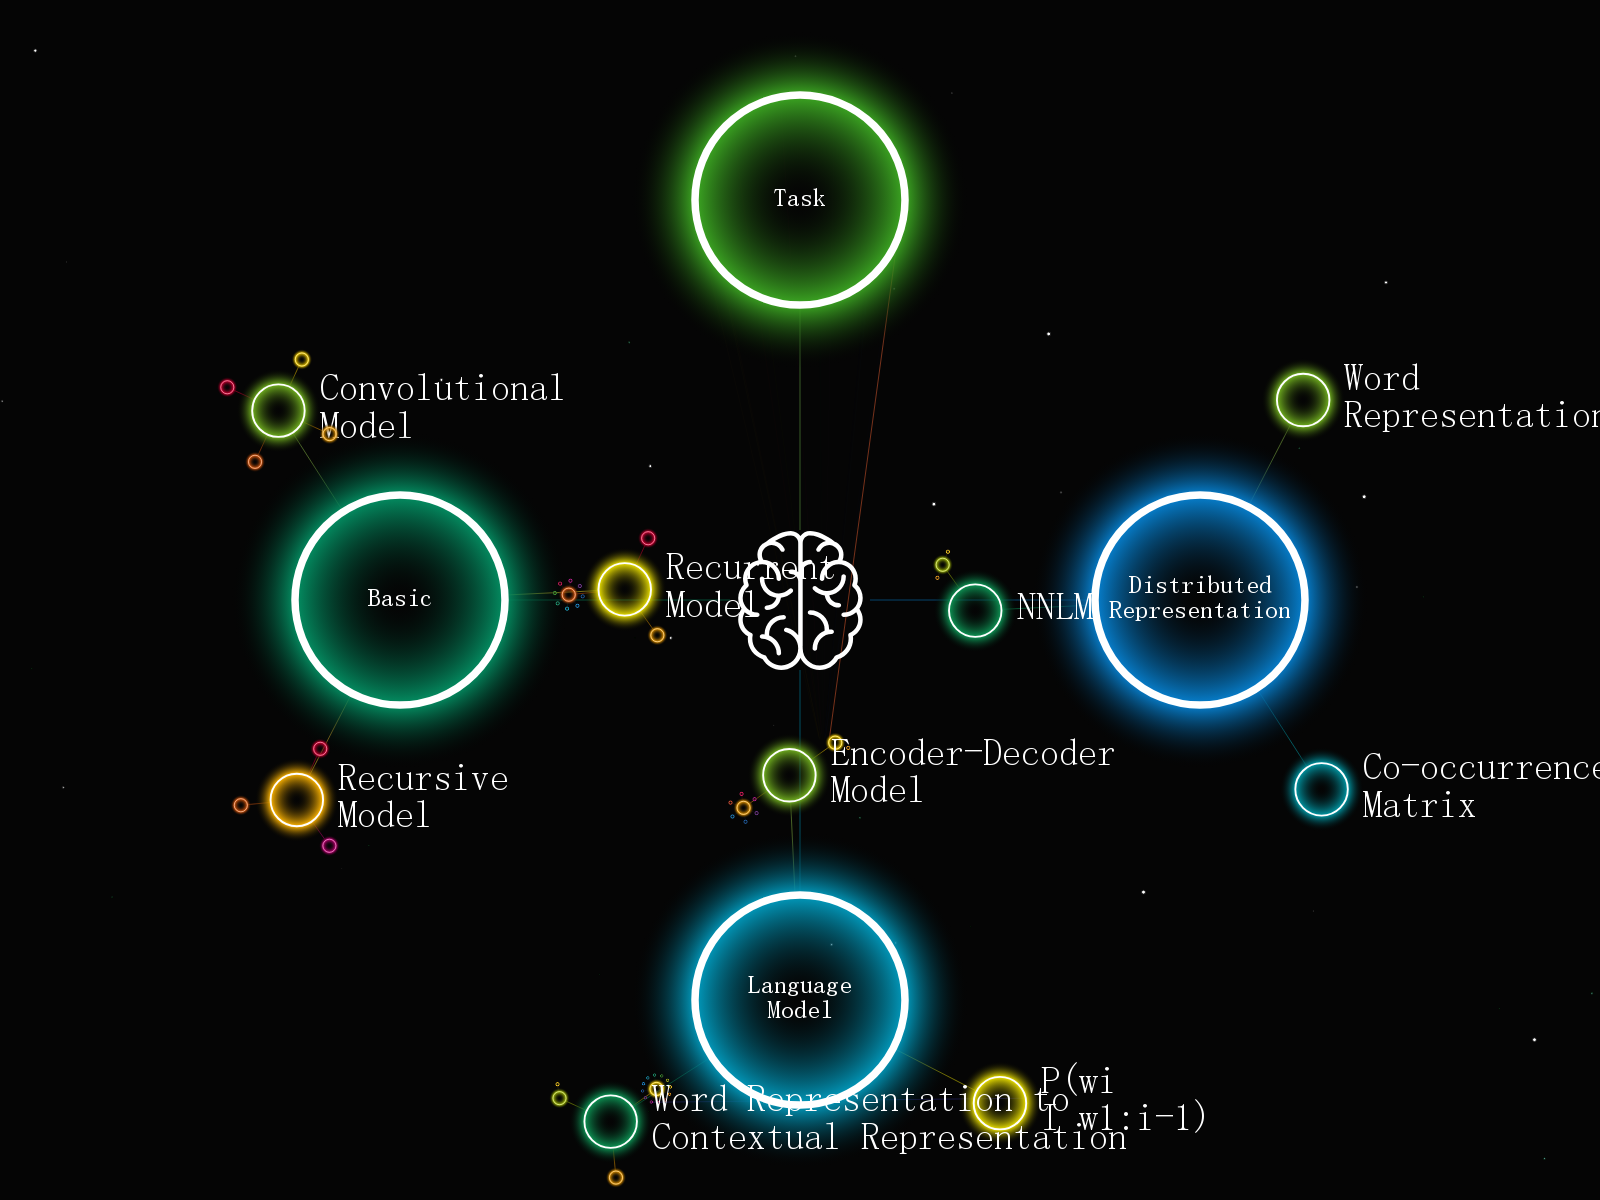 Task
Convolutional
Model
Word
Representation
Basic
Recurrent
Model
NNLM
Distributed
Representation
Recursive
Model
Encoder-Decoder
Model
Co-occurrence
Matrix
Language
Model
P(wi
| w1:i-1)
Word Representation to
Contextual Representation